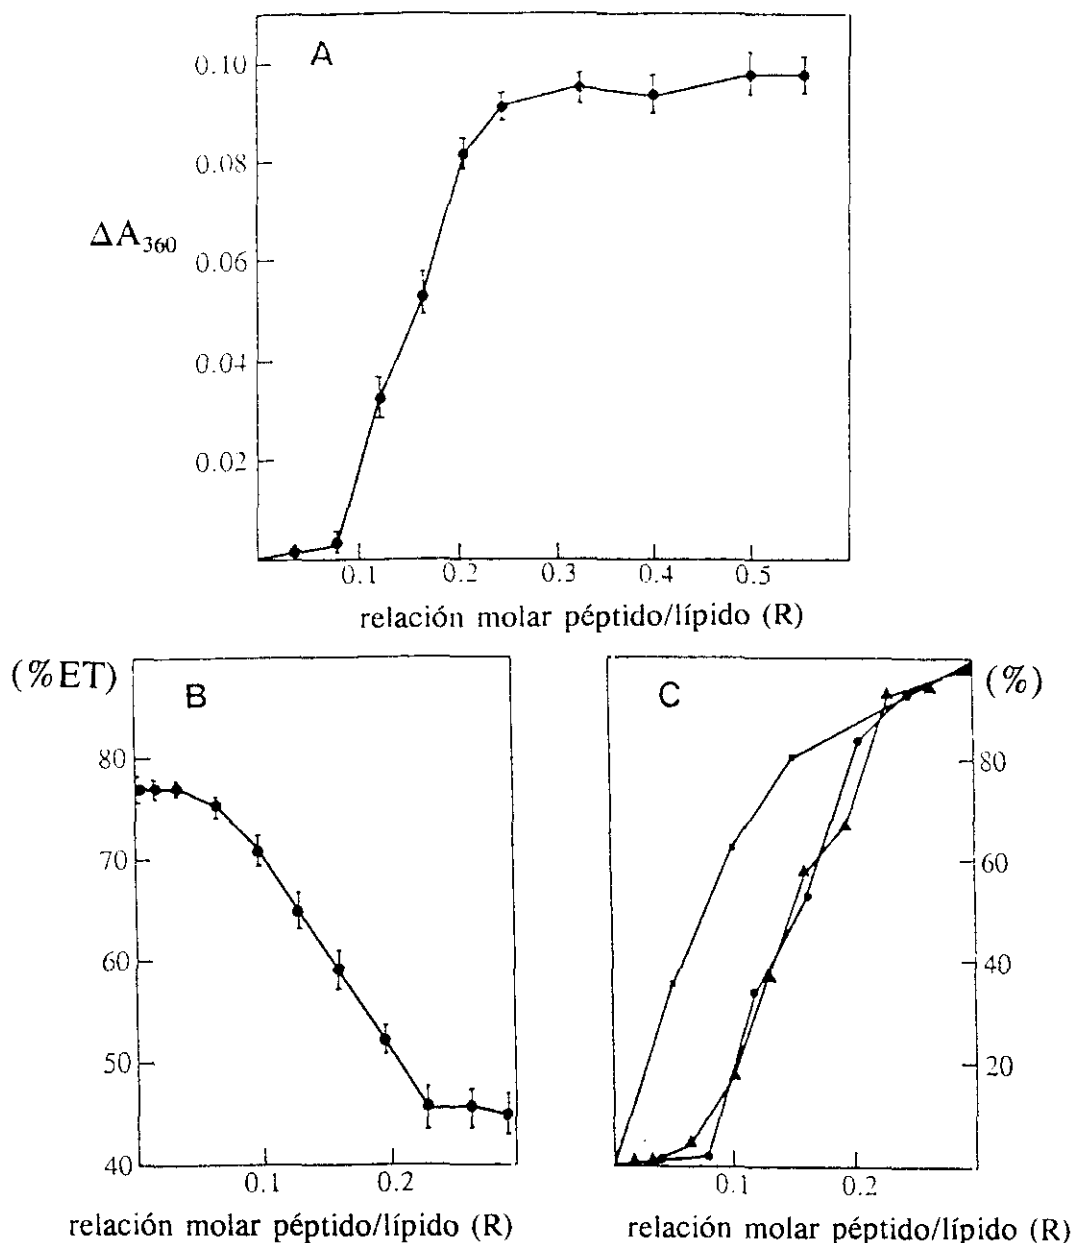 A
0.10
0.08
ΔA₃₆₀
0.06
0.04
0.02
0.1 0.2 0.3 0.4 0.5
relación molar péptido/lípido (R)
(%ET) B C (%)
80 80
70
60 60
40
50
20
40
0.1 0.2 0.1 0.2
relación molar péptido/lípido (R) relación molar péptido/lípido (R)